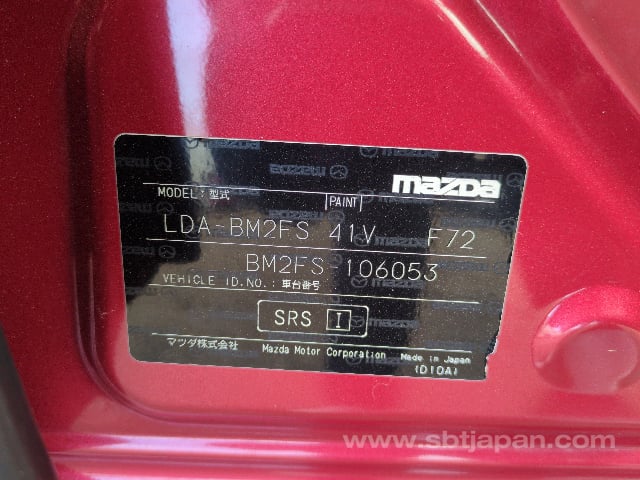 mazda
MODEL:型式 PAINT
LDA-BM2FS 41V F72
BM2FS-106053
VEHICLE ID.NO.:車台番号
SRS I
マツダ株式会社 Mazda Motor Corporation Made in Japan
(D10A)
www.sbtjapan.com